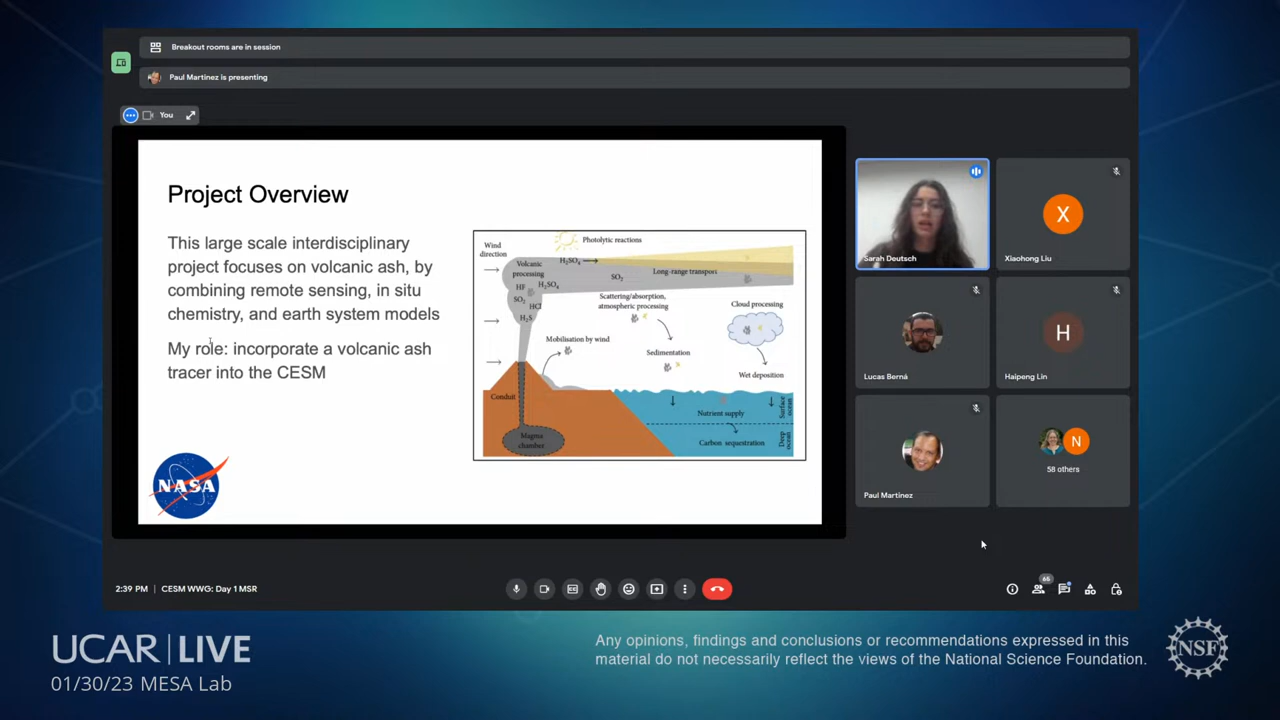 Breakout rooms are in session
Paul Martinez is presenting
You
Project Overview
This large scale interdisciplinary
project focuses on volcanic ash, by
combining remote sensing, in situ
chemistry, and earth system models
My role: incorporate a volcanic ash
tracer into the CESM
NASA
Wind
direction
Photolytic reactions
Volcanic
processing
H₂SO₄
SO₂
Long-range transport
HF
H₂SO₄
SO₂
HCl
H₂S
Scattering/absorption,
atmospheric processing
Cloud processing
Mobilisation by wind
Sedimentation
Wet deposition
Conduit
Magma
chamber
Nutrient supply
Carbon sequestration
Surface
ocean
Deep
ocean
Sarah Deutsch
X
Xiaohong Liu
Lucas Berná
H
Haipeng Lin
Paul Martinez
N
58 others
2:39 PM | CESM WWG: Day 1 MSR
65
UCAR | LIVE
01/30/23 MESA Lab
Any opinions, findings and conclusions or recommendations expressed in this
material do not necessarily reflect the views of the National Science Foundation.
NSF